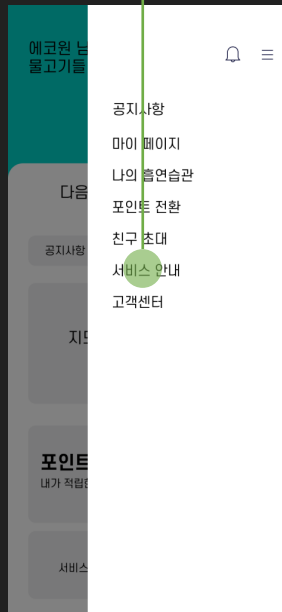 에코원 님
물고기들
다음
공지사항
포인트
내가 적립한
서비스
공지사항
마이 페이지
나의 흡연습관
포인트 전환
친구 초대
서비스 안내
고객센터